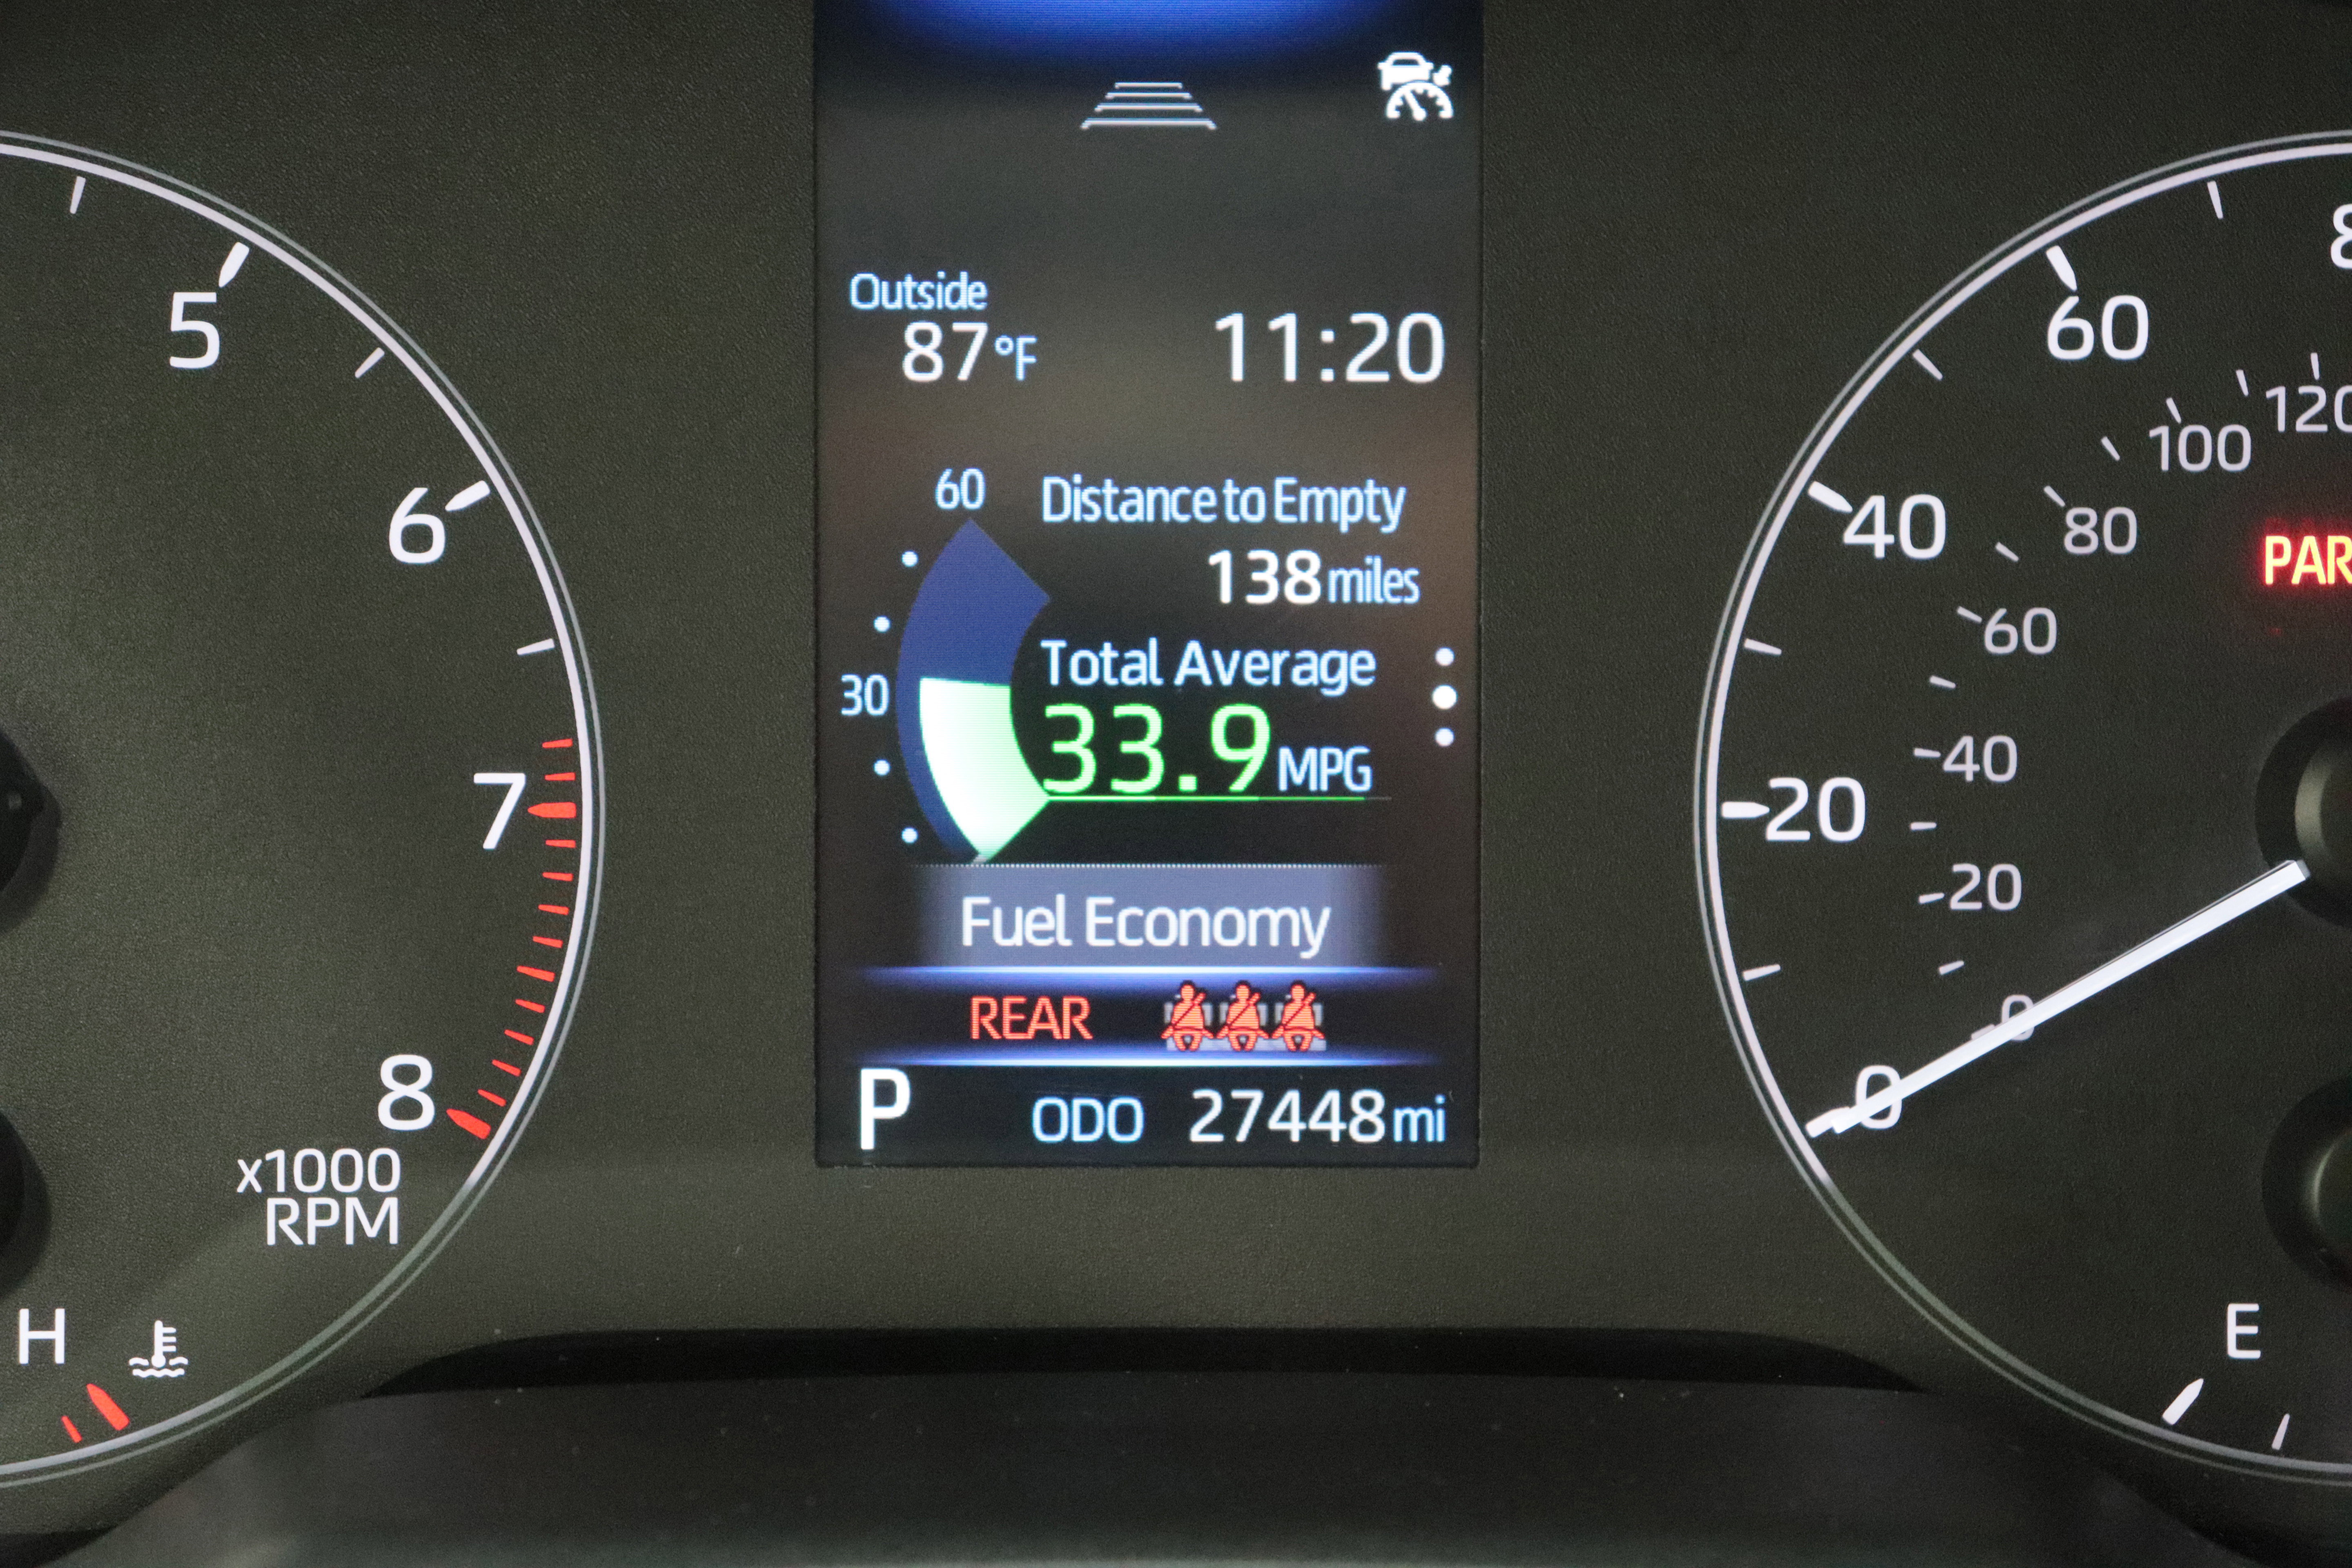 5
6
7
8
x1000
RPM
H
Outside
87°F 11:20
60
Distance to Empty
138 miles
Total Average
30
33.9 MPG
Fuel Economy
REAR
P ODO 27448 mi
60
40
20
0
120
100
80
60
40
20
0
E